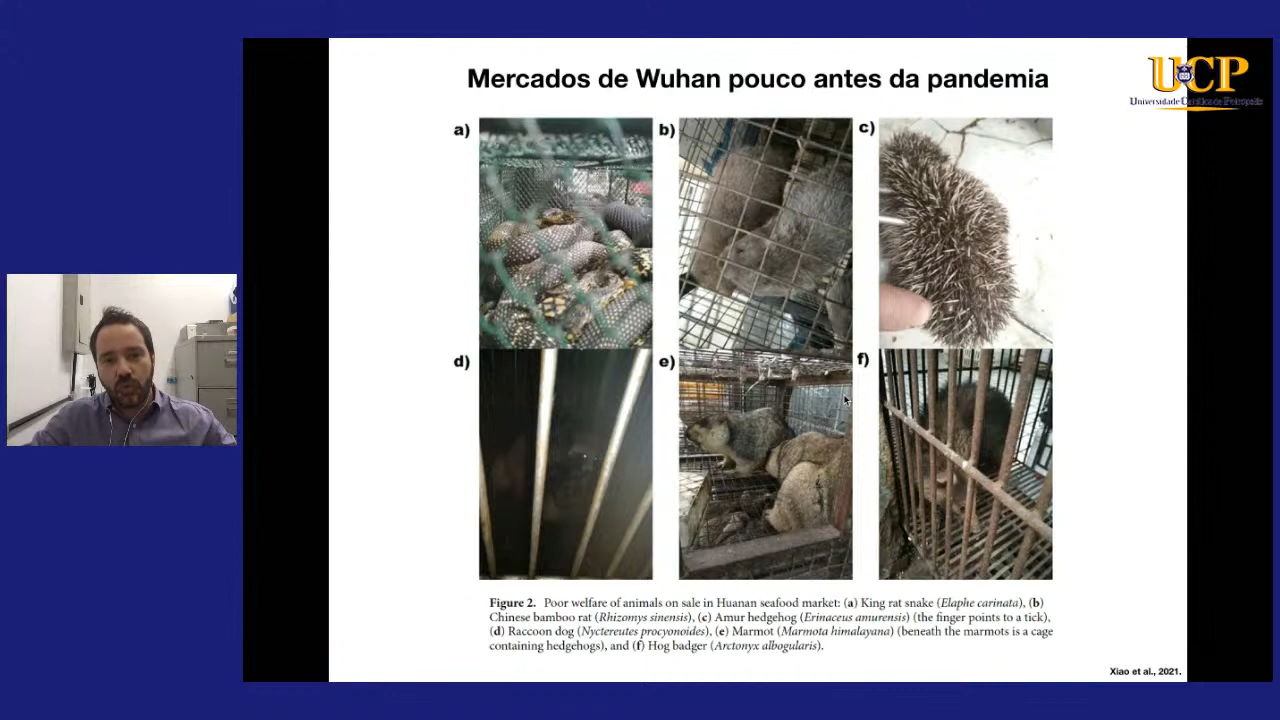 Mercados de Wuhan pouco antes da pandemia
UCP
Universidade Católica de Petrópolis
a)
b)
c)
d)
e)
f)
Figure 2. Poor welfare of animals on sale in Huanan seafood market: (a) King rat snake (Elaphe carinata), (b)
Chinese bamboo rat (Rhizomys sinensis), (c) Amur hedgehog (Erinaceus amurensis) (the finger points to a tick),
(d) Raccoon dog (Nyctereutes procyonoides), (e) Marmot (Marmota himalayana) (beneath the marmots is a cage
containing hedgehogs), and (f) Hog badger (Arctonyx albogularis).
Xiao et al., 2021.